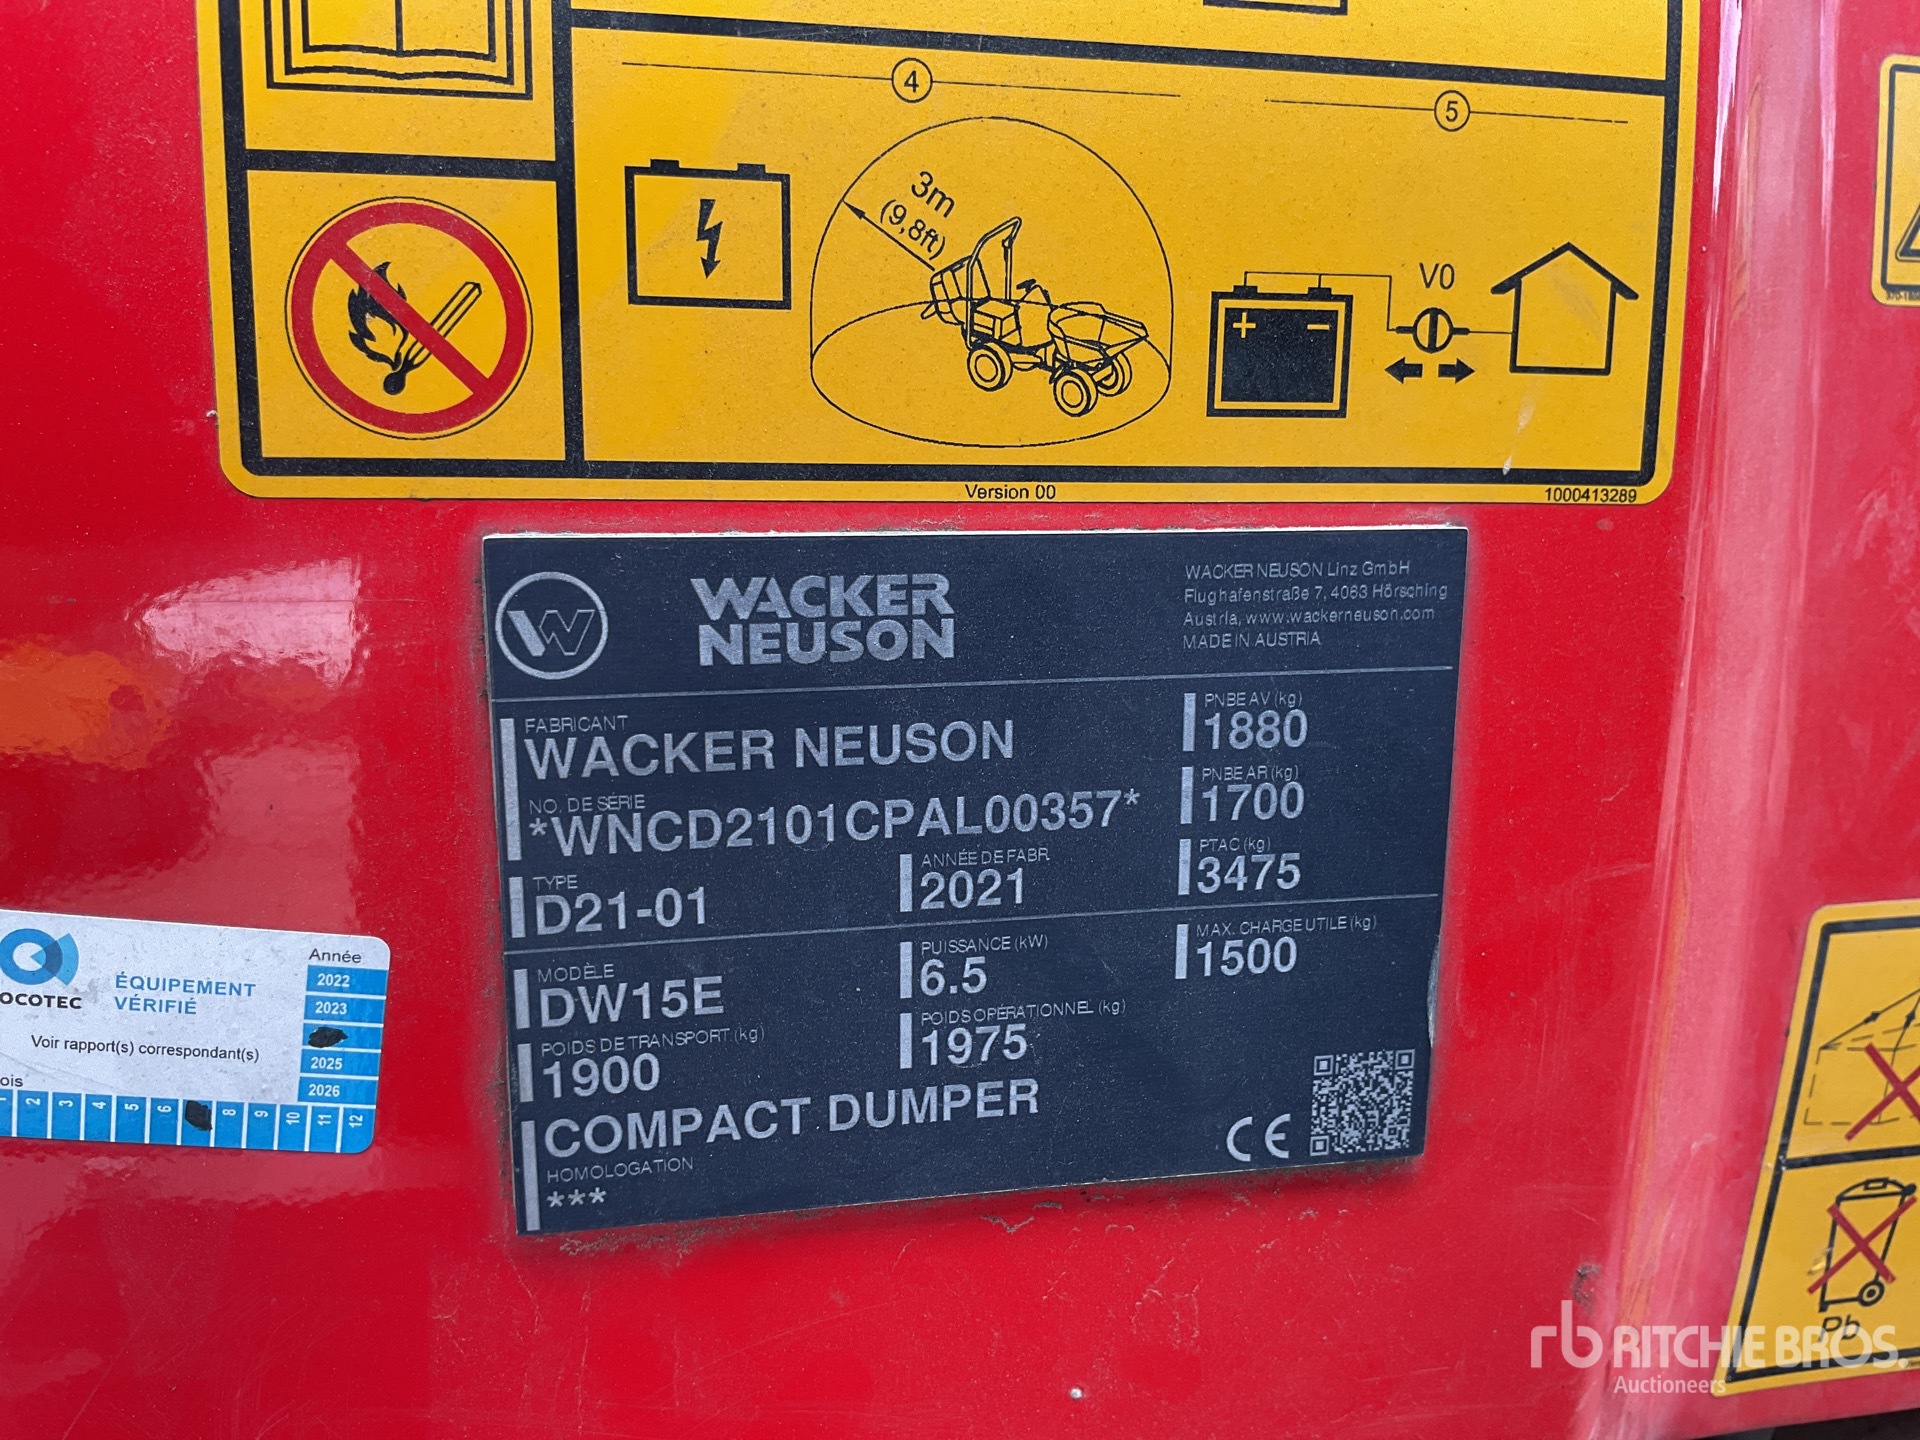 4
5
3m
(9,8ft)
V0
+ −
Version 00
1000413289
WACKER
NEUSON
WACKER NEUSON Linz GmbH
Flughafenstraße 7, 4063 Hörsching
Austria, www.wackerneuson.com
MADE IN AUSTRIA
FABRICANT
WACKER NEUSON
NO. DE SÉRIE
*WNCD2101CPAL00357*
TYPE
D21-01
ANNÉE DE FABR.
2021
PNBE AV (kg)
1880
PNBE AR (kg)
1700
PTAC (kg)
3475
MODÈLE
DW15E
PUISSANCE (kW)
6.5
MAX. CHARGE UTILE (kg)
1500
POIDS DE TRANSPORT (kg)
1900
POIDS OPÉRATIONNEL (kg)
1975
COMPACT DUMPER
HOMOLOGATION
***
CE
OCOTEC
ÉQUIPEMENT
VÉRIFIÉ
Voir rapport(s) correspondant(s)
Année
2022
2023
2025
2026
ois
1 2 3 4 5 6 8 9 10 11 12
Pb
rb RITCHIE BROS.
Auctioneers